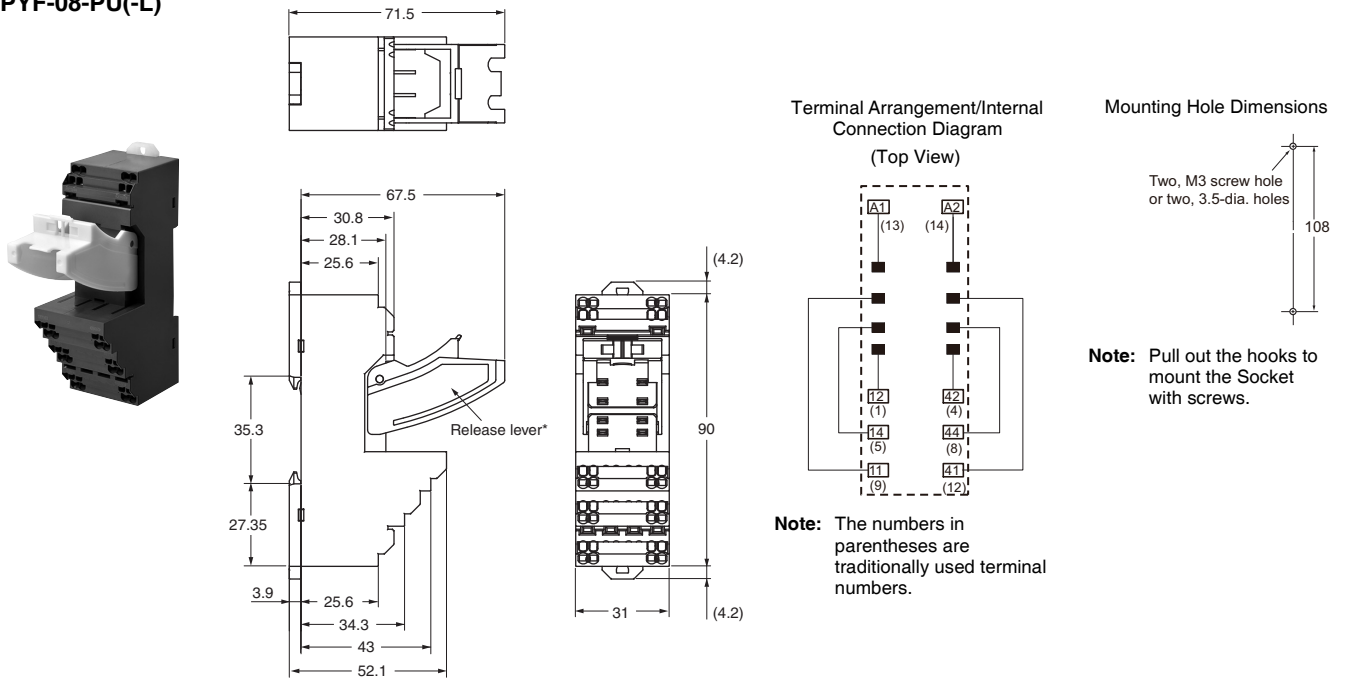 PYF-08-PU(-L)
71.5
67.5
30.8
28.1
25.6
35.3
27.35
3.9
25.6
34.3
43
52.1
Release lever*
(4.2)
90
31
(4.2)
Terminal Arrangement/Internal
Connection Diagram
(Top View)
A1
A2
(13)
(14)
12
42
(1)
(4)
14
44
(5)
(8)
11
41
(9)
(12)
Note: The numbers in
parentheses are
traditionally used terminal
numbers.
Mounting Hole Dimensions
Two, M3 screw hole
or two, 3.5-dia. holes
108
Note: Pull out the hooks to
mount the Socket
with screws.